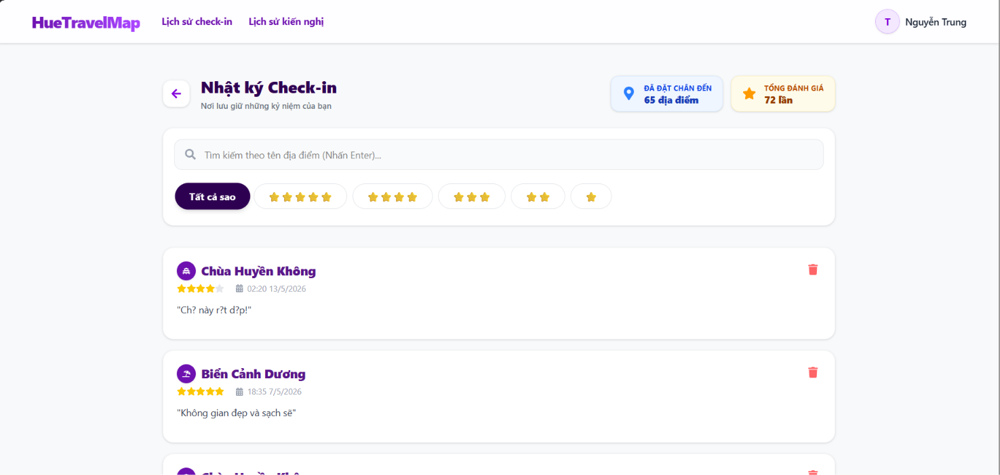 HueTravelMap
Lịch sử check-in
Lịch sử kiến nghị
T
Nguyễn Trung
Nhật ký Check-in
Nơi lưu giữ những kỷ niệm của bạn
ĐÃ ĐẶT CHÂN ĐẾN
65 địa điểm
TỔNG ĐÁNH GIÁ
72 lần
Tìm kiếm theo tên địa điểm (Nhấn Enter)...
Tất cả sao
Chùa Huyền Không
02:20 13/5/2026
"Ch? này r?t d?p!"
Biển Cảnh Dương
18:35 7/5/2026
"Không gian đẹp và sạch sẽ"